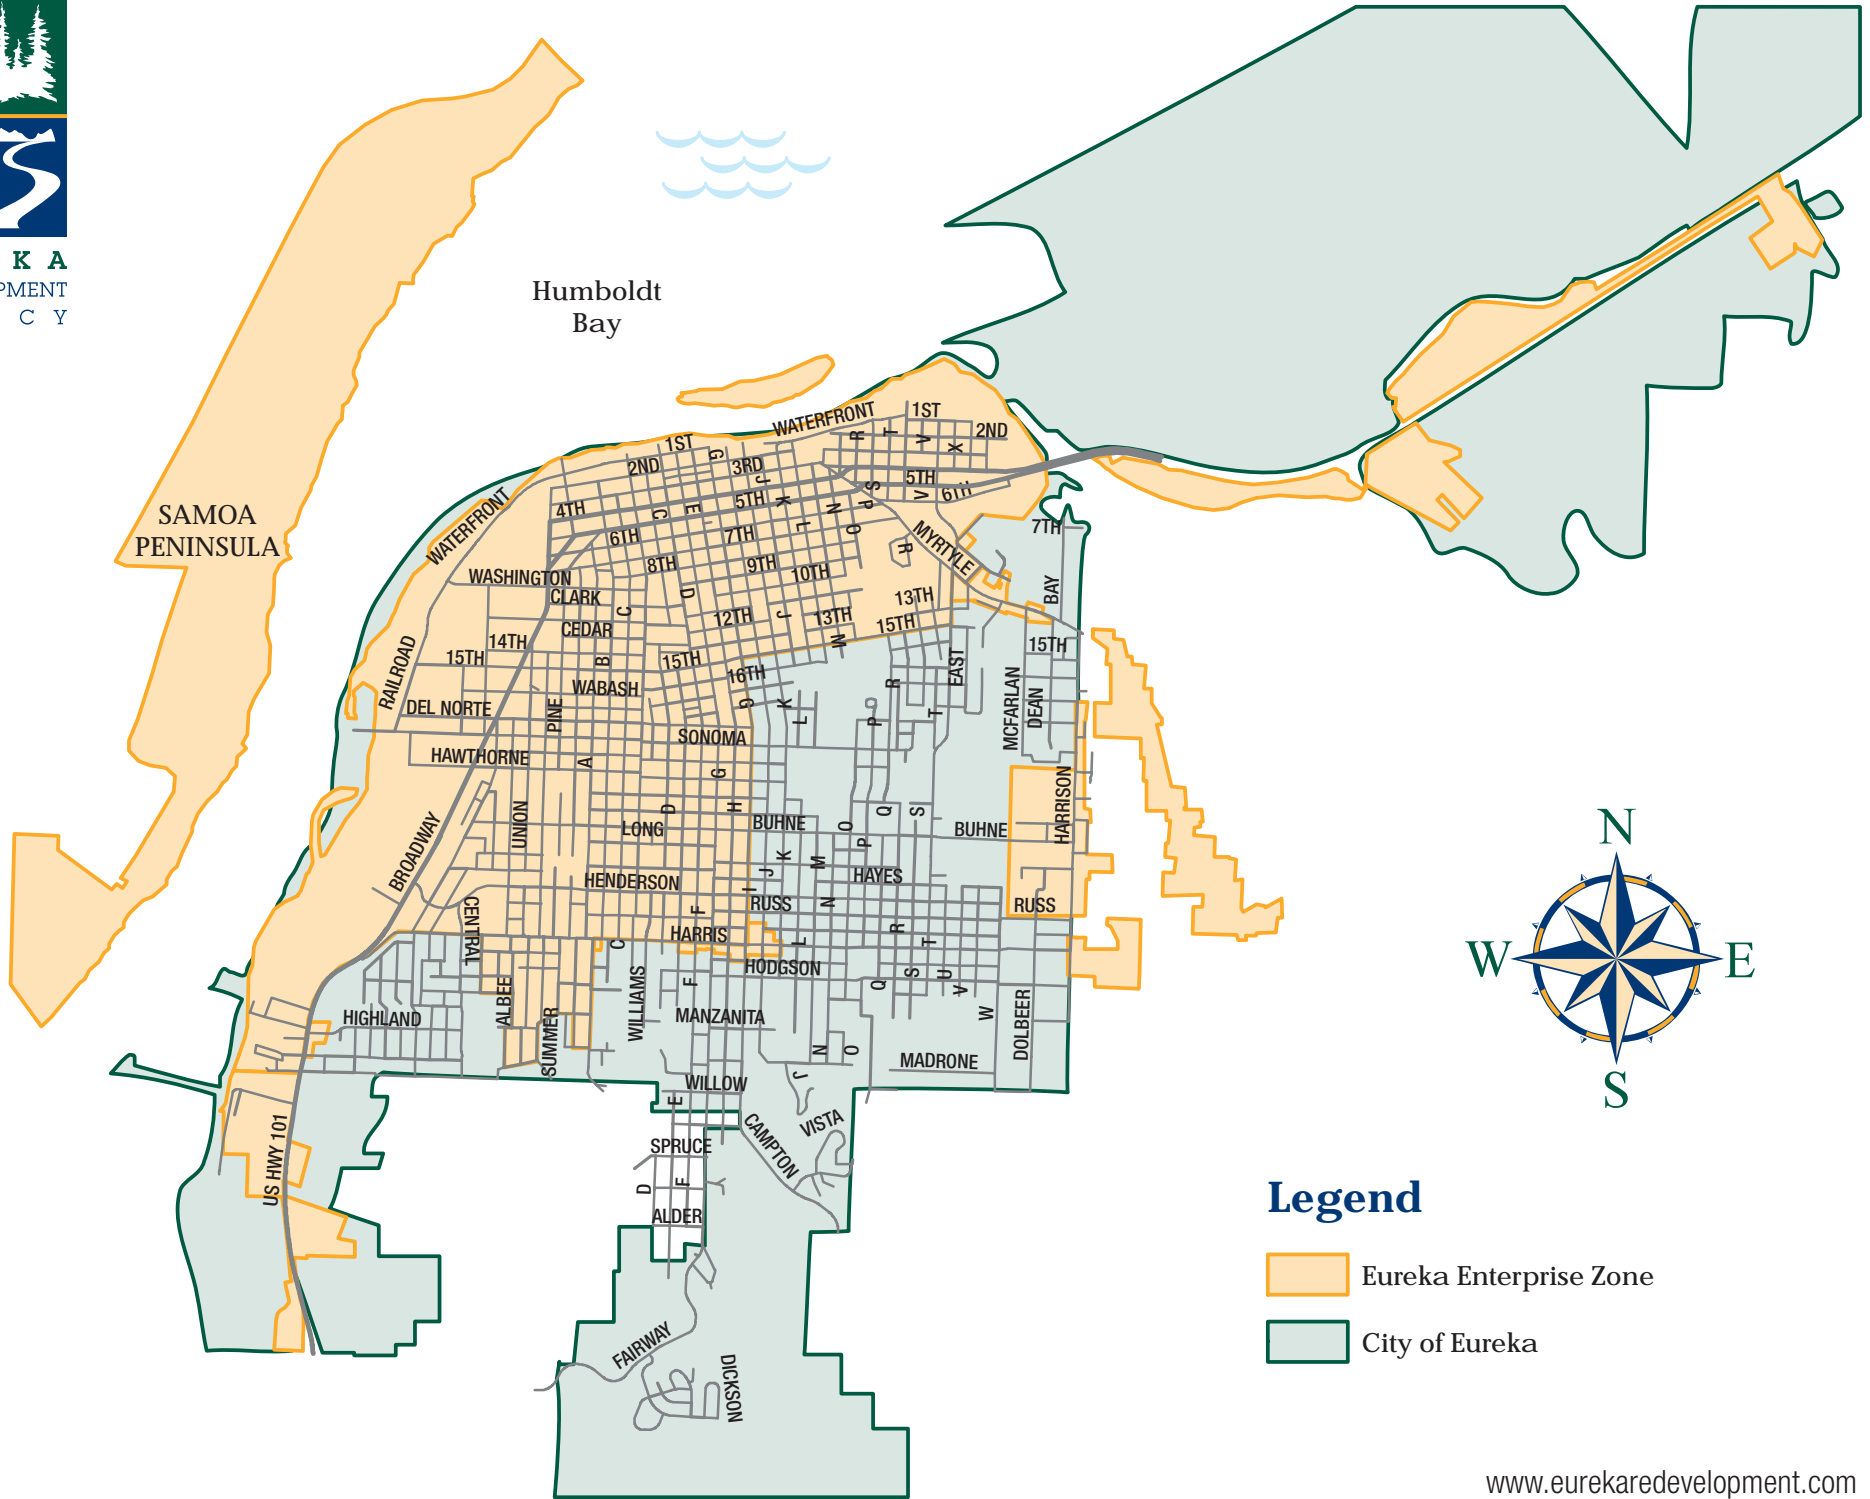 K A
PMENT
C Y
Humboldt
Bay
SAMOA
PENINSULA
WATERFRONT
1ST
2ND
R
T
V
X
1ST
2ND
G
3RD
J
5TH
K
4TH
C
E
6TH
7TH
L
N
O
P
S
5TH
V
6TH
WATERFRONT
MYRTYLE
7TH
R
8TH
9TH
10TH
WASHINGTON
CLARK
C
D
BAY
12TH
J
13TH
13TH
15TH
M
CEDAR
14TH
15TH
B
15TH
16TH
15TH
RAILROAD
WABASH
EAST
R
MCFARLAN
DEAN
DEL NORTE
PINE
G
K
L
P
T
SONOMA
HAWTHORNE
A
G
HARRISON
UNION
D
H
LONG
BUHNE
O
Q
S
BUHNE
P
BROADWAY
K
J
M
HAYES
HENDERSON
I
RUSS
N
RUSS
CENTRAL
F
HARRIS
L
R
T
C
HODGSON
S
U
Q
V
F
ALBEE
WILLIAMS
HIGHLAND
SUMMER
MANZANITA
W
DOLBEER
N
O
MADRONE
J
WILLOW
E
CAMPTON
VISTA
US HWY 101
SPRUCE
D
F
ALDER
FAIRWAY
DICKSON
N
W
E
S
Legend
Eureka Enterprise Zone
City of Eureka
www.eurekaredevelopment.com